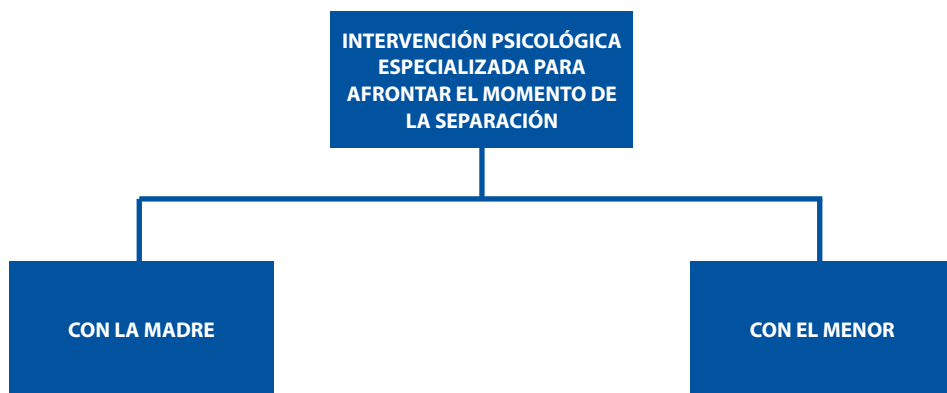 INTERVENCIÓN PSICOLÓGICA
ESPECIALIZADA PARA
AFRONTAR EL MOMENTO DE
LA SEPARACIÓN
CON LA MADRE
CON EL MENOR